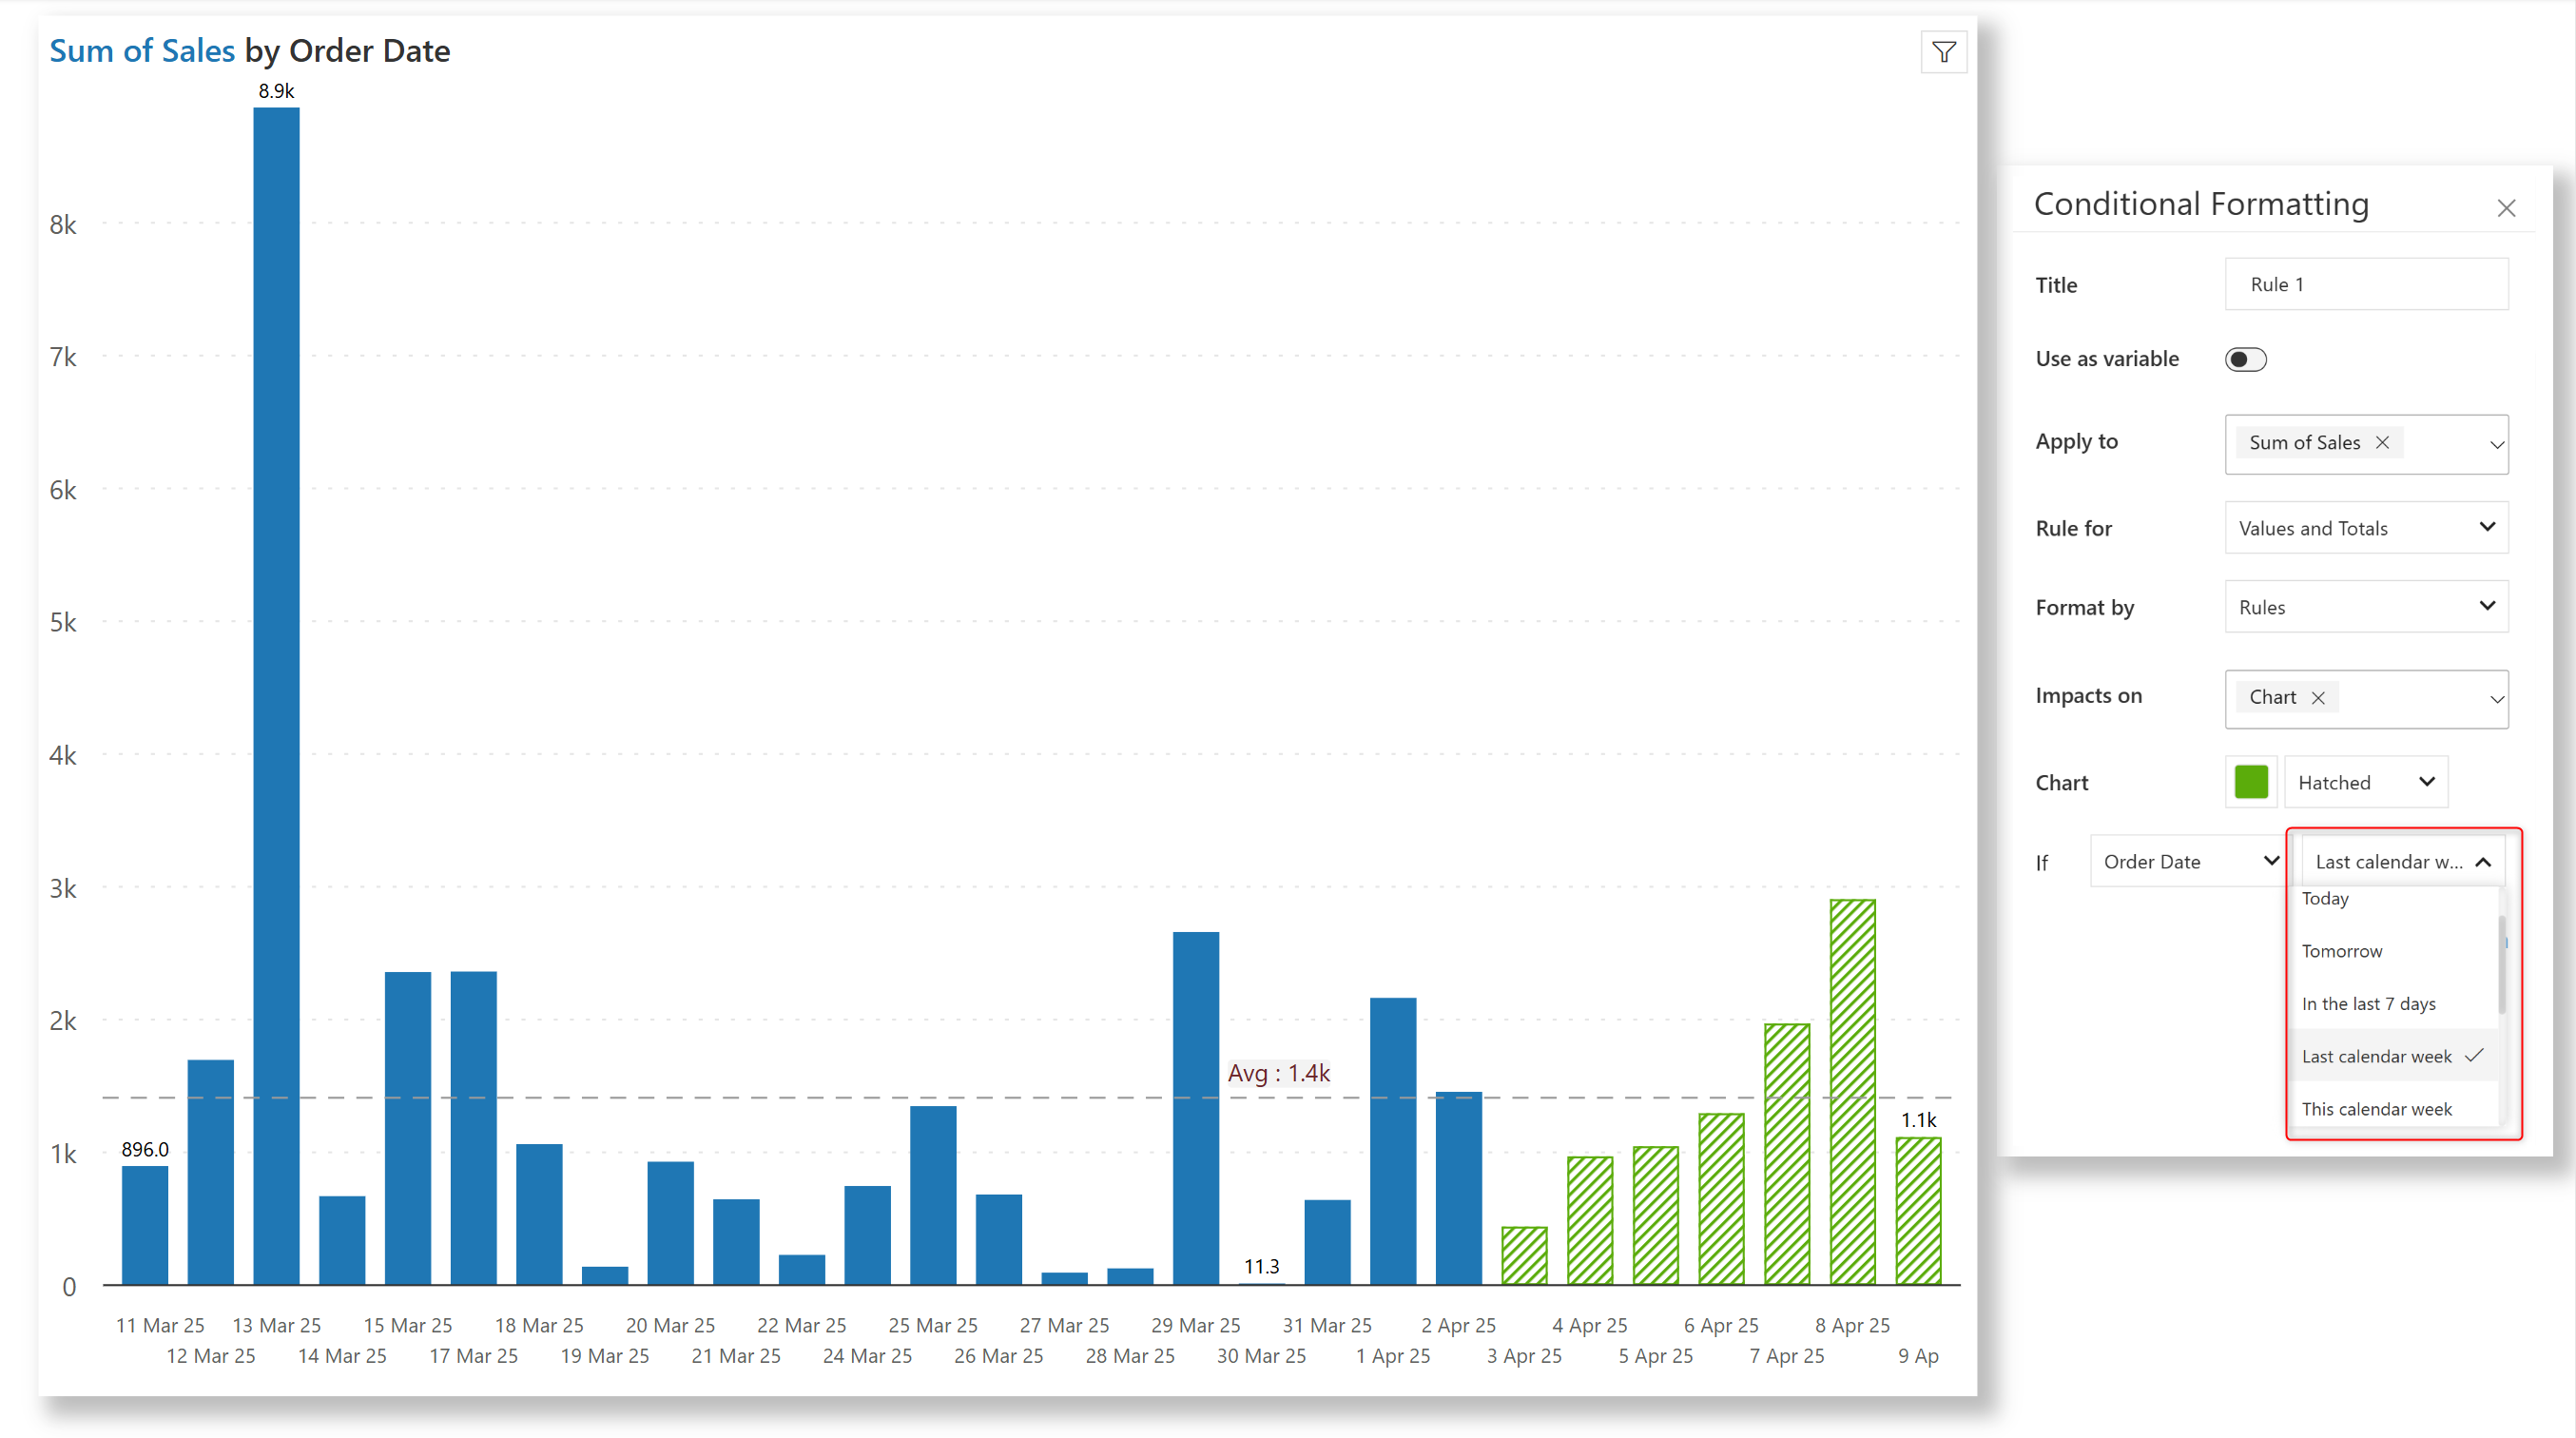 Sum of Sales by Order Date
8.9k
8k
7k
6k
5k
4k
3k
2k
1k
0
896.0
11.3
Avg : 1.4k
1.1k
11 Mar 25 13 Mar 25 15 Mar 25 18 Mar 25 20 Mar 25 22 Mar 25 25 Mar 25 27 Mar 25 29 Mar 25 31 Mar 25 2 Apr 25 4 Apr 25 6 Apr 25 8 Apr 25
12 Mar 25 14 Mar 25 17 Mar 25 19 Mar 25 21 Mar 25 24 Mar 25 26 Mar 25 28 Mar 25 30 Mar 25 1 Apr 25 3 Apr 25 5 Apr 25 7 Apr 25 9 Ap
Conditional Formatting
Title Rule 1
Use as variable
Apply to Sum of Sales
Rule for Values and Totals
Format by Rules
Impacts on Chart
Chart Hatched
If Order Date Last calendar w...
Today
Tomorrow
In the last 7 days
Last calendar week
This calendar week